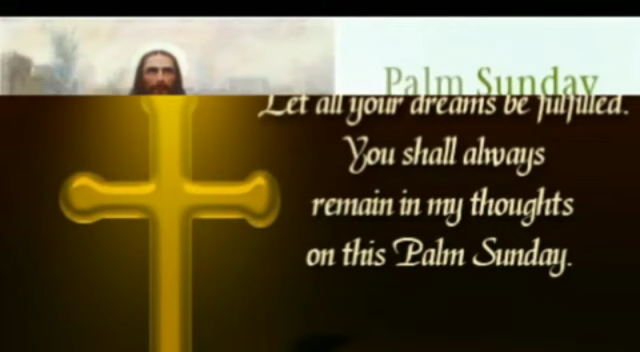 Palm Sunday
Let all your dreams be fulfilled.
You shall always
remain in my thoughts
on this Palm Sunday.